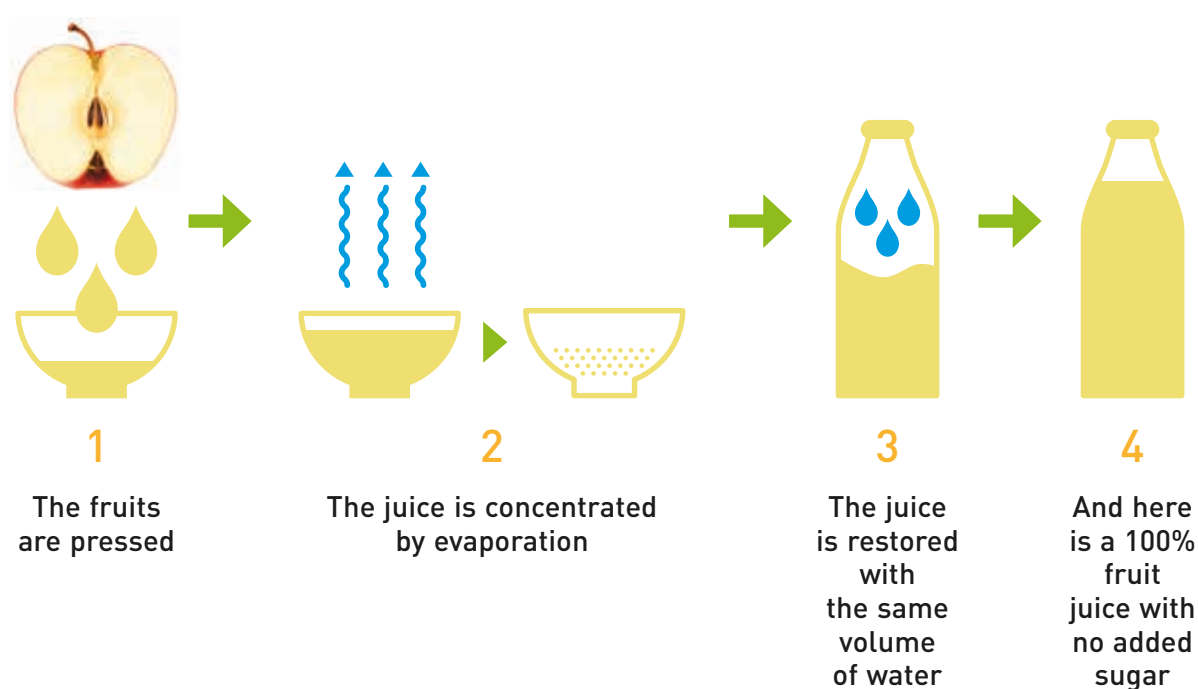 1
The fruits
are pressed
2
The juice is concentrated
by evaporation
3
The juice
is restored
with
the same
volume
of water
4
And here
is a 100%
fruit
juice with
no added
sugar